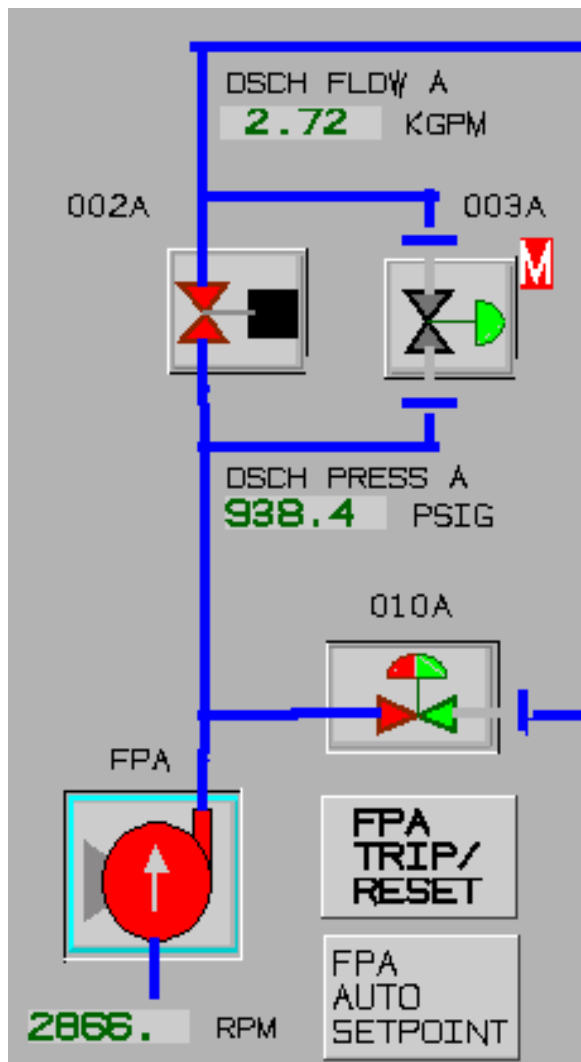 DSCH FLOW A
2.72 KGPM
002A
003A
M
DSCH PRESS A
938.4 PSIG
010A
FPA
FPA
TRIP/
RESET
FPA
AUTO
SETPOINT
2866. RPM